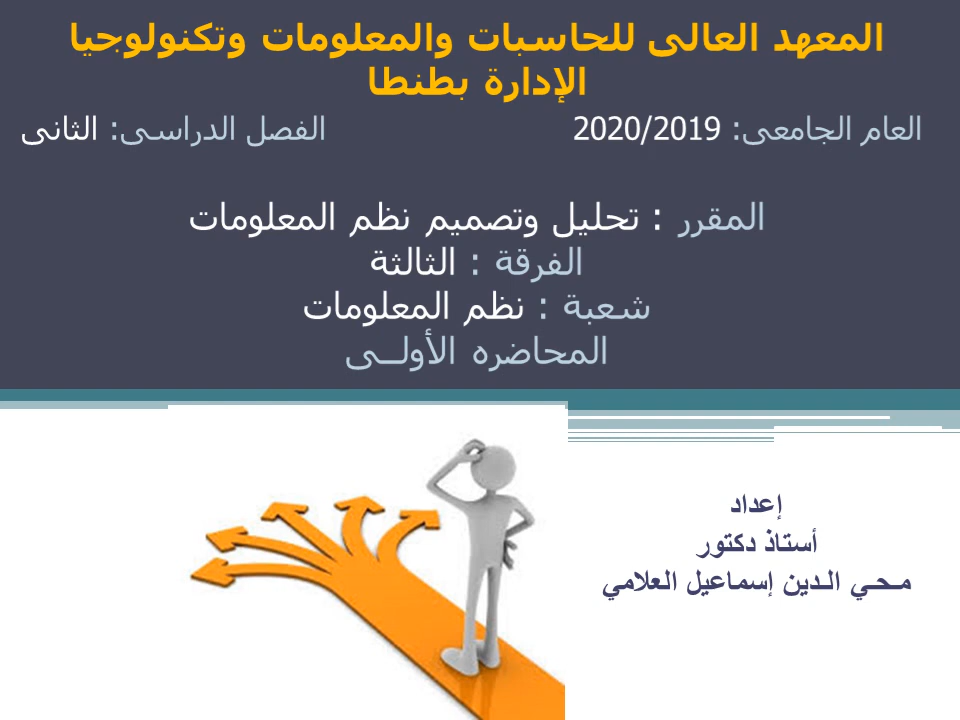 المعهد العالى للحاسبات والمعلومات وتكنولوجيا
الإدارة بطنطا
العام الجامعى: 2020/2019 الفصل الدراسى: الثانى
المقرر : تحليل وتصميم نظم المعلومات
الفرقة : الثالثة
شعبة : نظم المعلومات
المحاضره الأولــى
إعداد
أستاذ دكتور
مـحـي الـدين إسماعيل العلامي